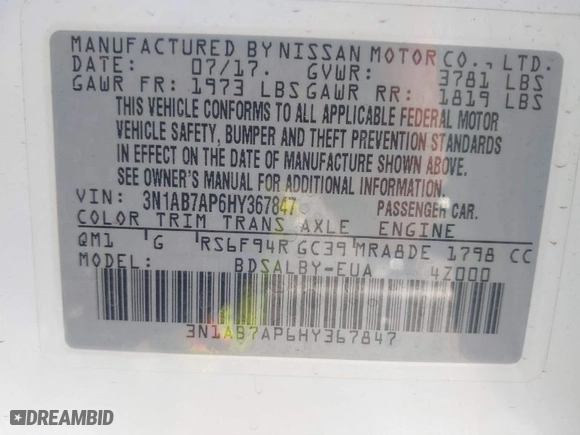 MANUFACTURED BY NISSAN MOTOR CO., LTD.
DATE: 07/17. GVWR: 3781 LBS
GAWR FR: 1973 LBS GAWR RR: 1819 LBS
THIS VEHICLE CONFORMS TO ALL APPLICABLE FEDERAL MOTOR
VEHICLE SAFETY, BUMPER AND THEFT PREVENTION STANDARDS
IN EFFECT ON THE DATE OF MANUFACTURE SHOWN ABOVE.
SEE OWNER'S MANUAL FOR ADDITIONAL INFORMATION.
VIN: 3N1AB7AP6HY367847 PASSENGER CAR.
COLOR TRIM TRANS AXLE ENGINE
QM1 G RS6F94R GC39 MRA8DE 1798 CC
MODEL: BDSALBY-EUA 4Z000
3N1AB7AP6HY367847
DREAMBID